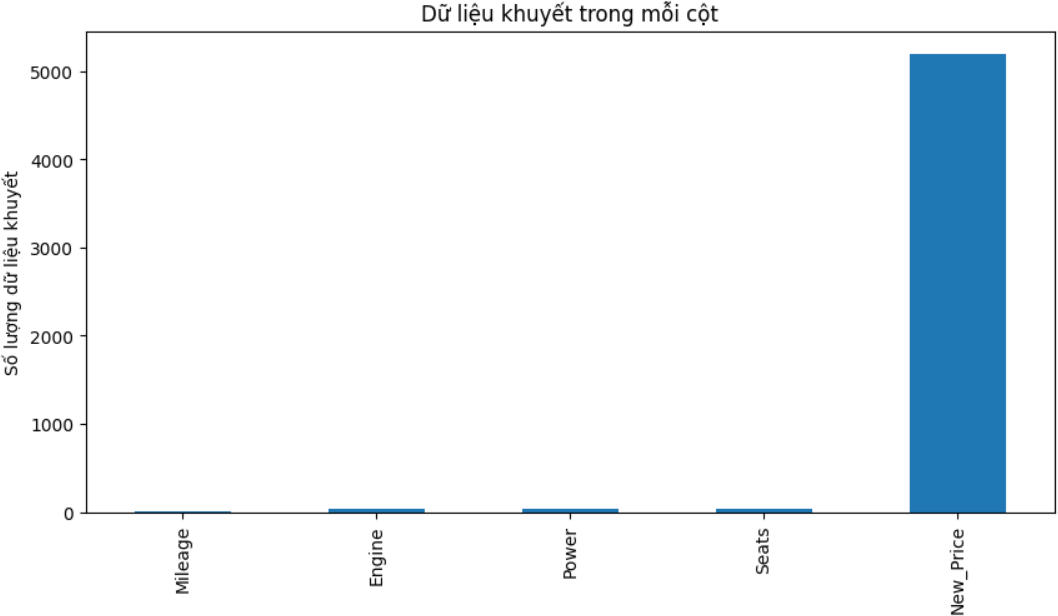 Dữ liệu khuyết trong mỗi cột
Số lượng dữ liệu khuyết
5000
4000
3000
2000
1000
0
Mileage
Engine
Power
Seats
New_Price